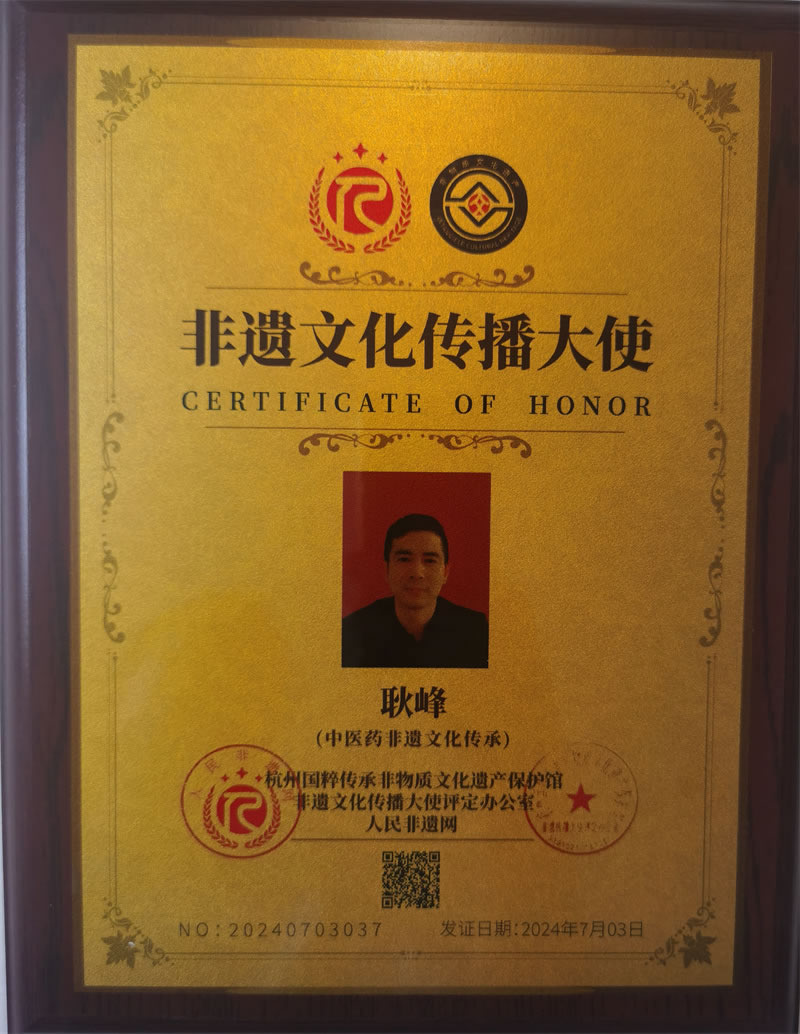 非遗文化传播大使
CERTIFICATE OF HONOR
耿峰
(中医药非遗文化传承)
杭州国粹传承非物质文化遗产保护馆
非遗文化传播大使评定办公室
人民非遗网
NO:20240703037
发证日期:2024年7月03日